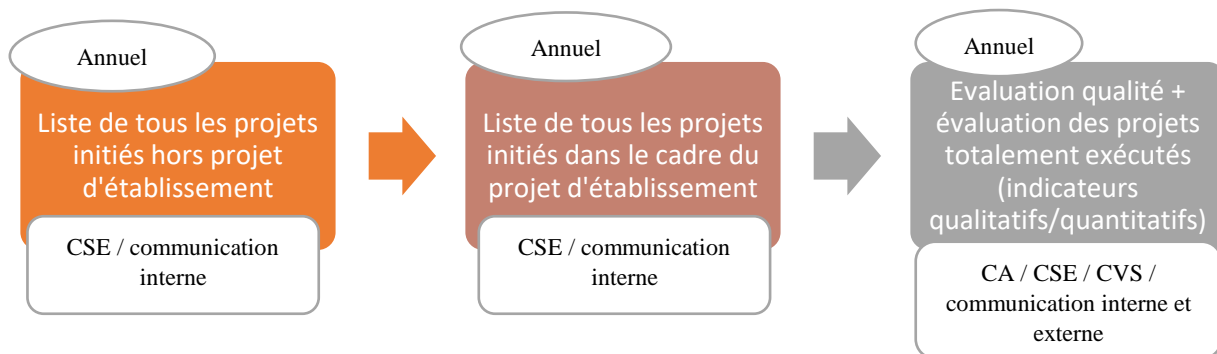 Annuel
Liste de tous les projets
initiés hors projet
d'établissement
CSE / communication
interne
Annuel
Liste de tous les projets
initiés dans le cadre du
projet d'établissement
CSE / communication
interne
Annuel
Evaluation qualité +
évaluation des projets
totalement exécutés
(indicateurs
qualitatifs/quantitatifs)
CA / CSE / CVS /
communication interne et
externe